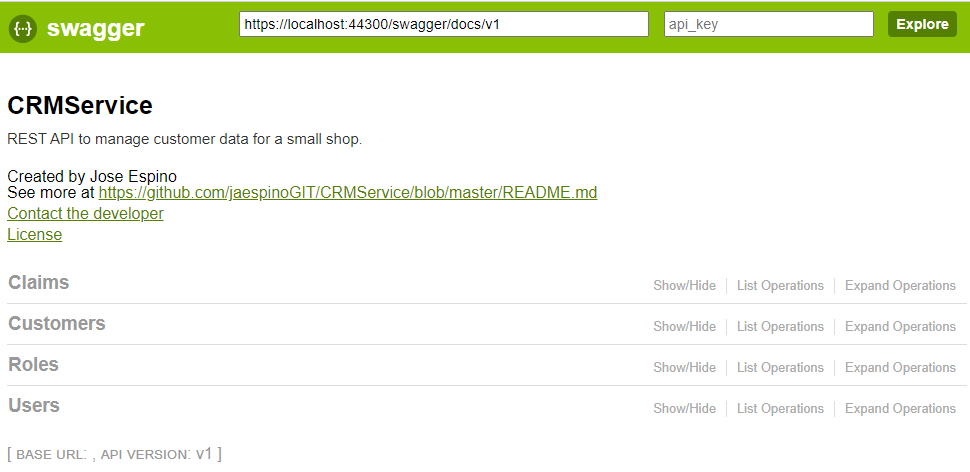 {··} swagger https://localhost:44300/swagger/docs/v1 api_key Explore
CRMService
REST API to manage customer data for a small shop.
Created by Jose Espino
See more at https://github.com/jaespinoGIT/CRMService/blob/master/README.md
Contact the developer
License
Claims Show/Hide List Operations Expand Operations
Customers Show/Hide List Operations Expand Operations
Roles Show/Hide List Operations Expand Operations
Users Show/Hide List Operations Expand Operations
[ BASE URL: , API VERSION: v1 ]